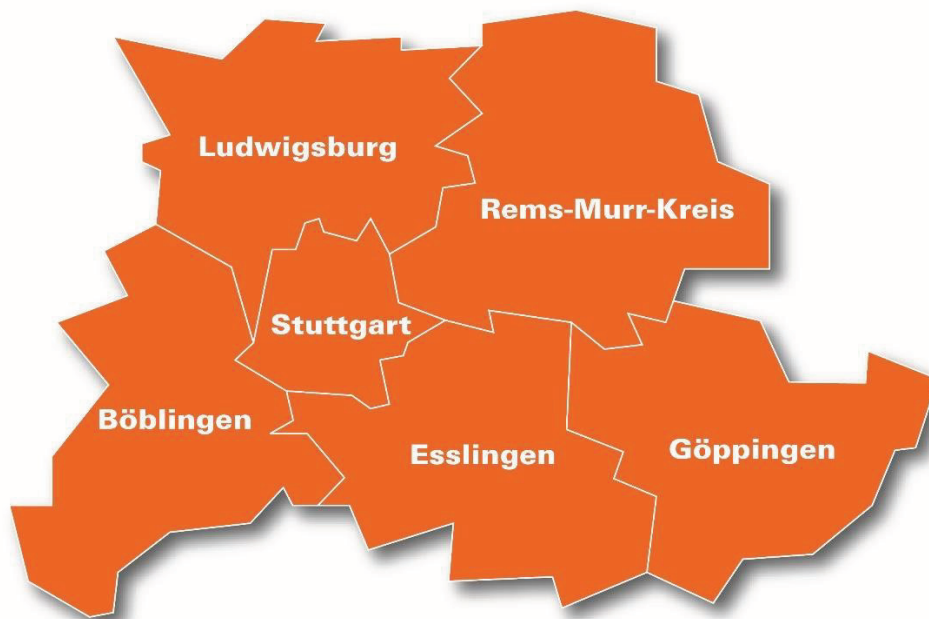 Ludwigsburg
Rems-Murr-Kreis
Stuttgart
Böblingen
Esslingen
Göppingen